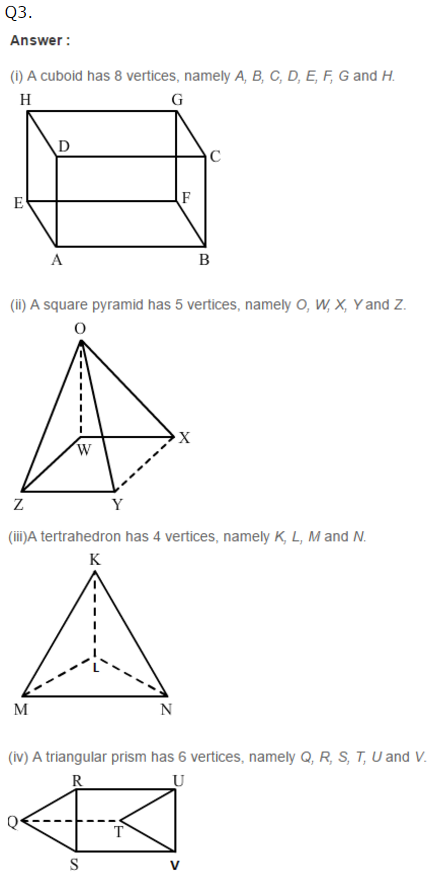 Q3.
Answer :
(i) A cuboid has 8 vertices, namely A, B, C, D, E, F, G and H.
H G
D C
E F
A B
(ii) A square pyramid has 5 vertices, namely O, W, X, Y and Z.
O
W X
Z Y
(iii)A tertrahedron has 4 vertices, namely K, L, M and N.
K
L
M N
(iv) A triangular prism has 6 vertices, namely Q, R, S, T, U and V.
R U
Q T
S V